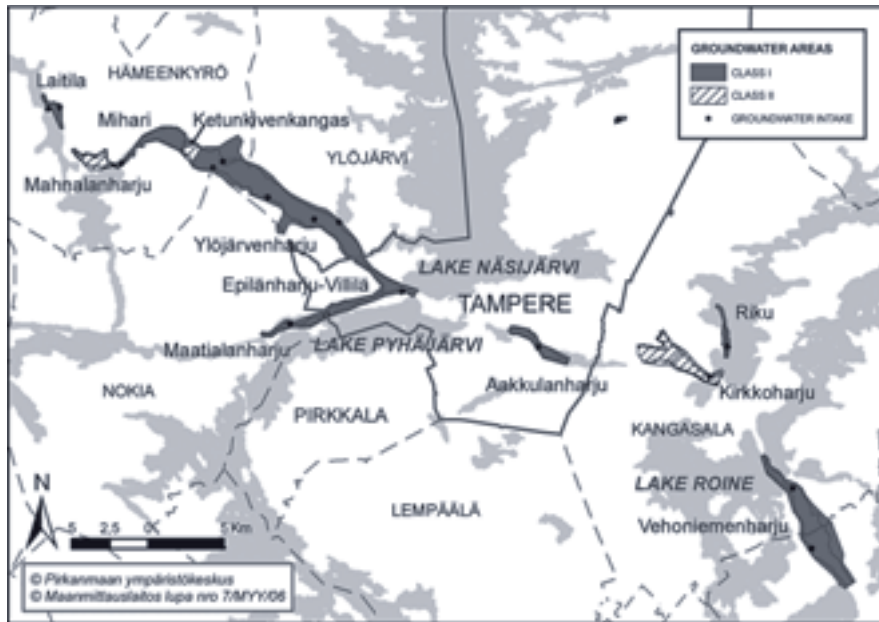 GROUNDWATER AREAS
CLASS I
CLASS II
GROUNDWATER INTAKE
HÄMEENKYRÖ
Laitila
Mihari
Ketunkivenkangas
YLÖJÄRVI
Mahnalanharju
Ylöjärvenharju
LAKE NÄSIJÄRVI
Epilänharju-Villilä
TAMPERE
Riku
Maatialanharju
LAKE PYHÄJÄRVI
Aakkulanharju
Kirkkoharju
NOKIA
PIRKKALA
KANGASALA
LAKE ROINE
N
LEMPÄÄLÄ
Vehoniemenharju
5 2,5 0 5 Km
© Pirkanmaan ympäristökeskus
© Maanmittauslaitos lupa nro 7/MYY/06